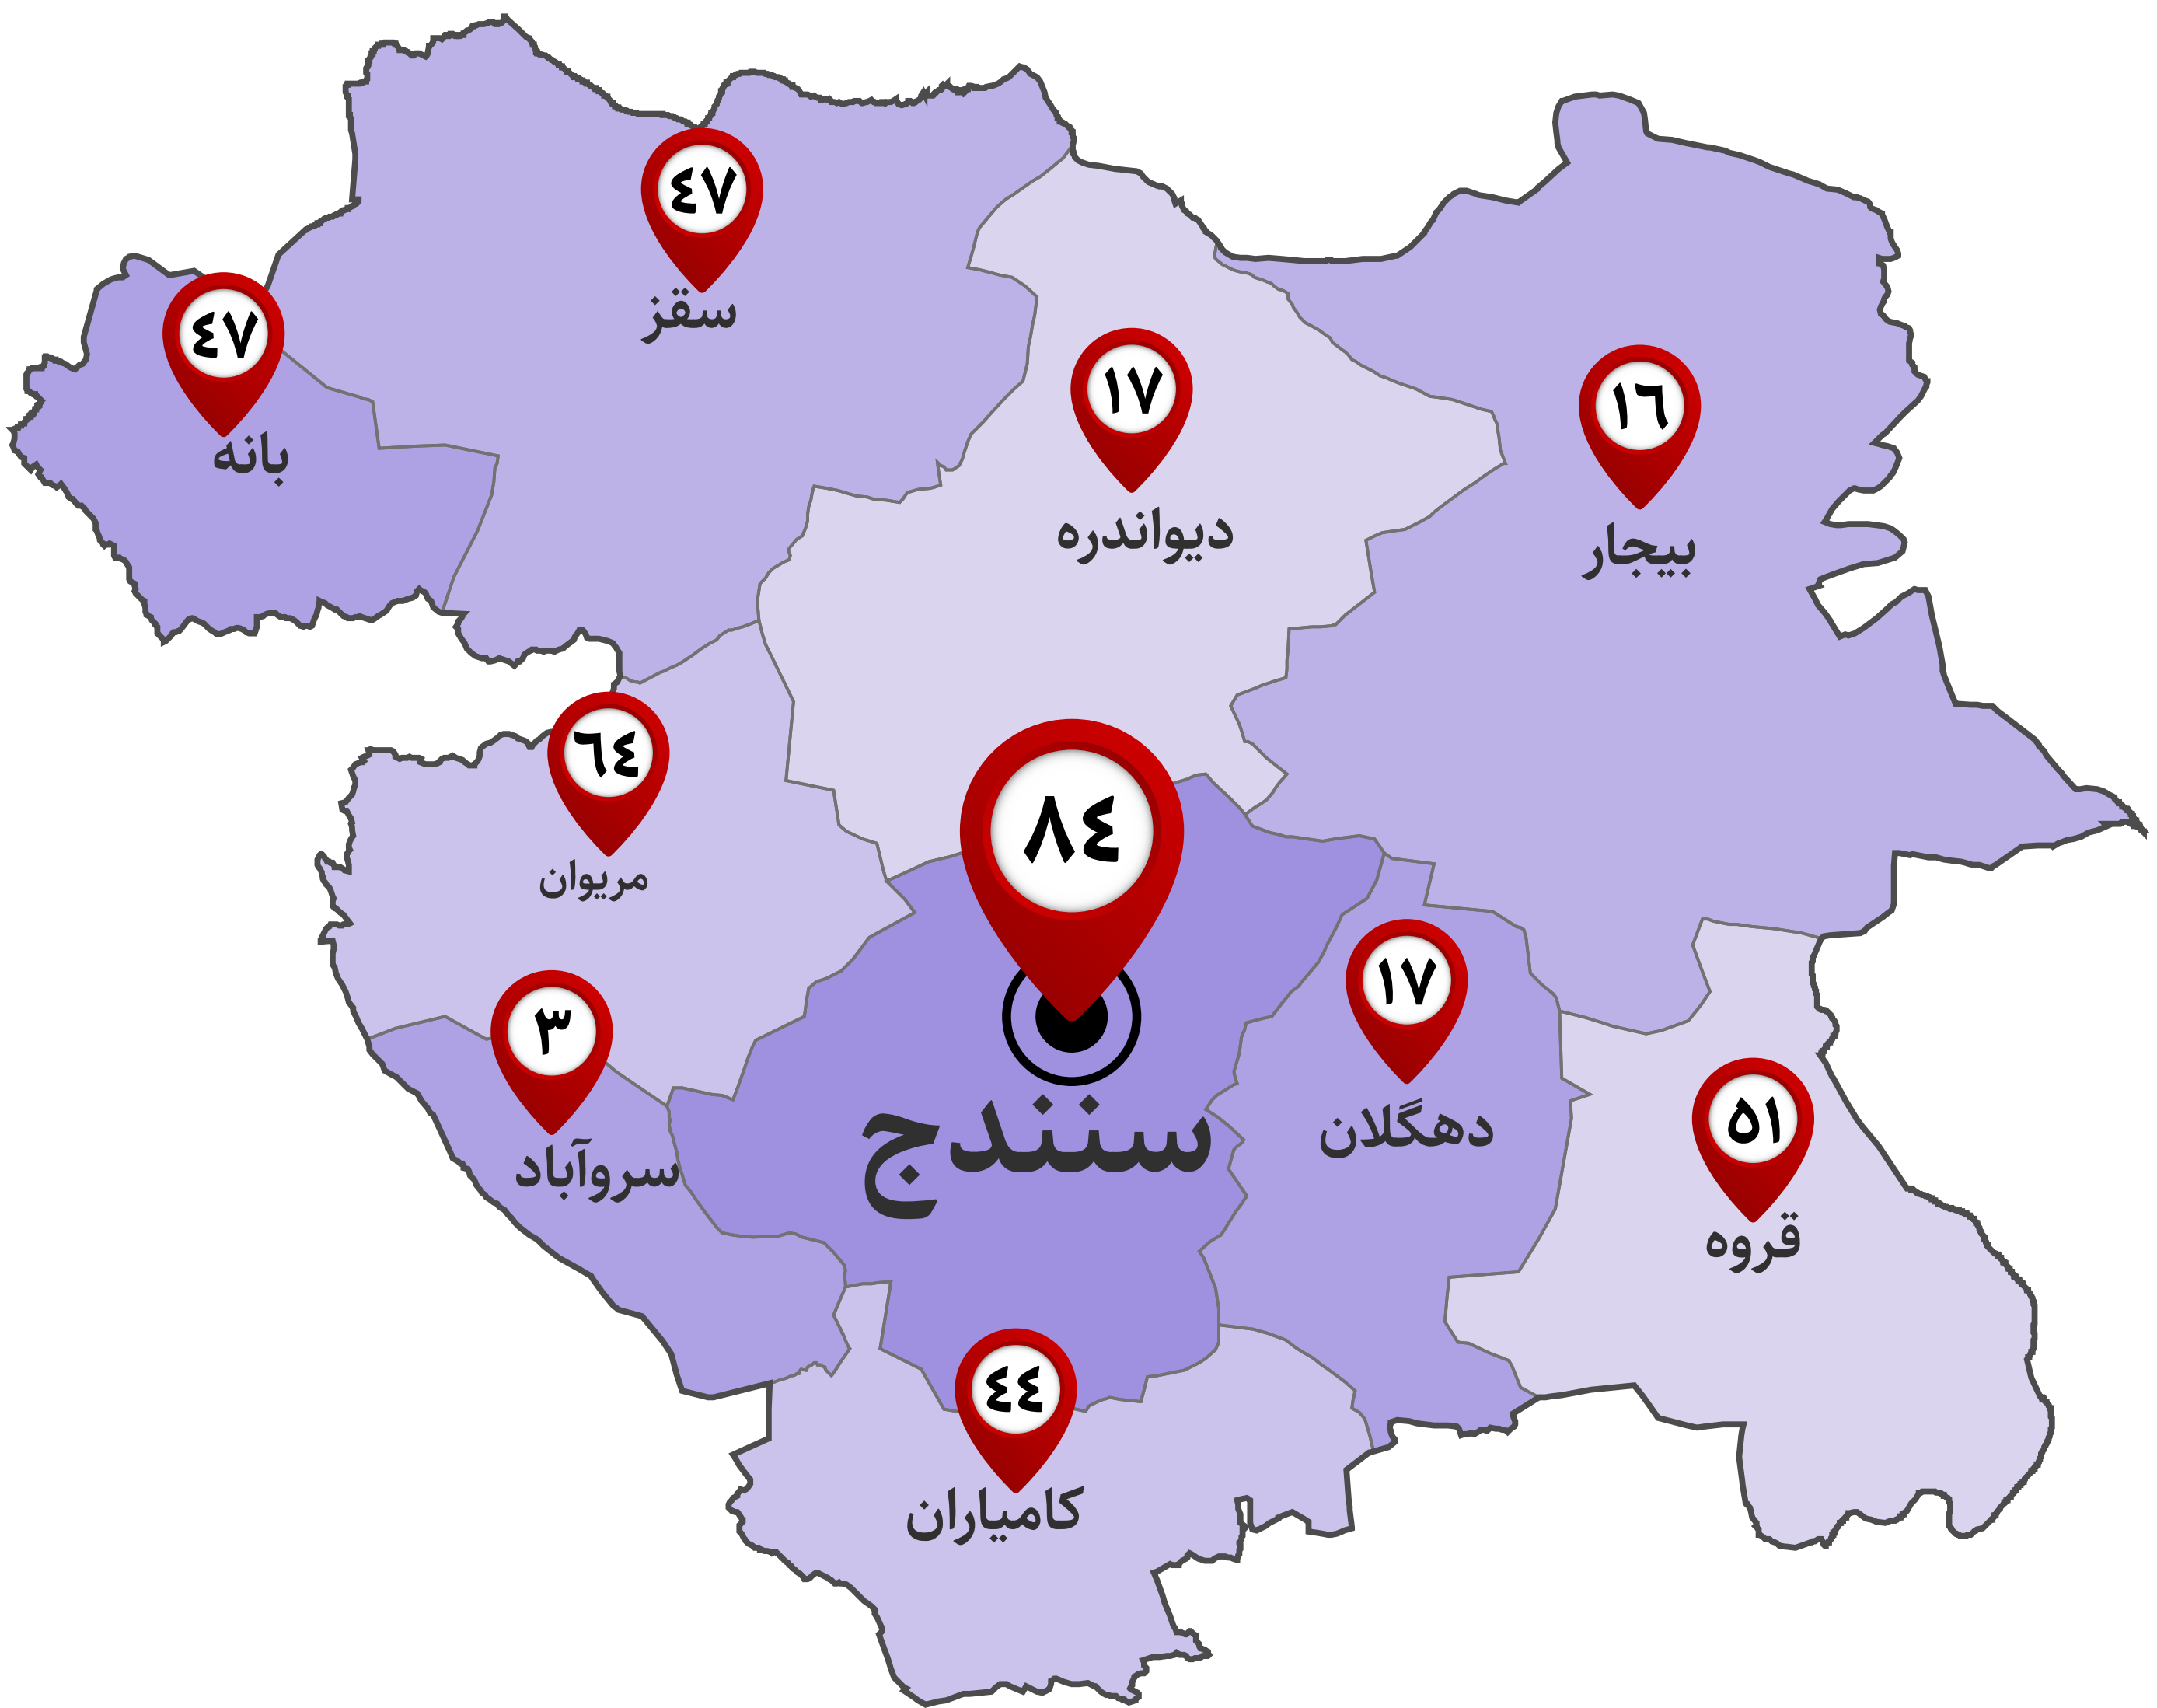 ٤٧
سقز
٤٧
بانه
١٧
دیواندره
١٦
بیجار
٦٤
مریوان
٨٤
سنندج
١٧
دهگلان
٣
سروآباد
٥١
قروه
٤٤
کامیاران